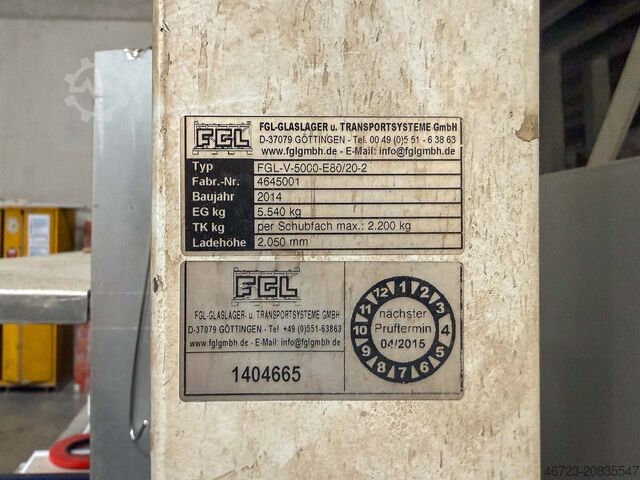 FGL
FGL-GLASLAGER u. TRANSPORTSYSTEME GmbH
D-37079 GÖTTINGEN - Tel. 00 49 (0)5 51 - 6 38 63
www.fglgmbh.de - E-Mail: info@fglgmbh.de
Typ FGL-V-5000-E80/20-2
Fabr.-Nr. 4645001
Baujahr 2014
EG kg 5.540 kg
TK kg per Schubfach max.: 2.200 kg
Ladehöhe 2.050 mm
FGL
FGL-GLASLAGER- u. TRANSPORTSYSTEME GMBH
D-37079 GÖTTINGEN - Tel +49 (0)551-63863
www.fglgmbh.de - E-Mail: info@fglgmbh.de
1404665
12 1 2 3 4 5 6 7 8 9 10 11
nächster
Prüftermin
04/2015
46723-20835547